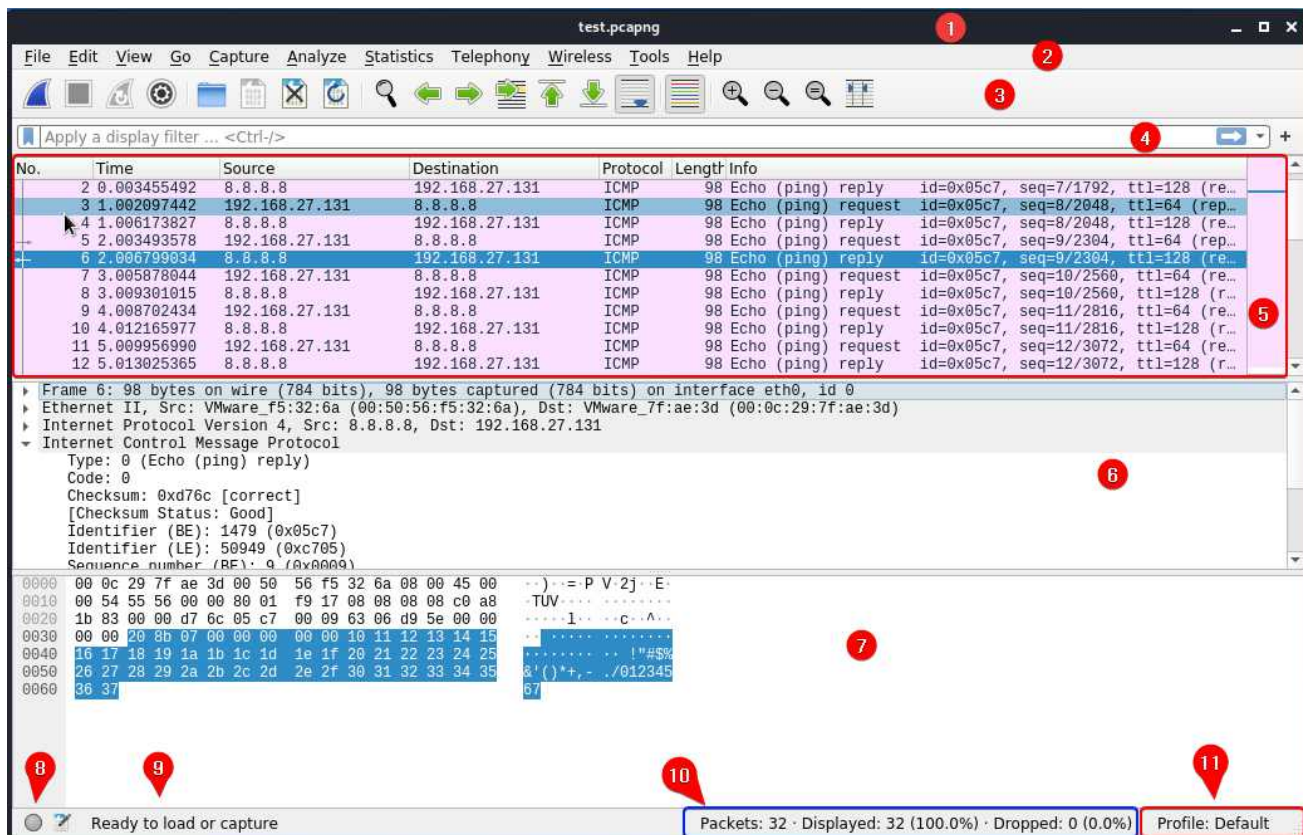 test.pcapng 1
File Edit View Go Capture Analyze Statistics Telephony Wireless Tools Help 2
3
Apply a display filter ... <Ctrl-/> 4 +
No. Time Source Destination Protocol Length Info
2 0.003455492 8.8.8.8 192.168.27.131 ICMP 98 Echo (ping) reply id=0x05c7, seq=7/1792, ttl=128 (re…
3 1.002097442 192.168.27.131 8.8.8.8 ICMP 98 Echo (ping) request id=0x05c7, seq=8/2048, ttl=64 (rep…
4 1.006173827 8.8.8.8 192.168.27.131 ICMP 98 Echo (ping) reply id=0x05c7, seq=8/2048, ttl=128 (re…
5 2.003493578 192.168.27.131 8.8.8.8 ICMP 98 Echo (ping) request id=0x05c7, seq=9/2304, ttl=64 (rep…
6 2.006799034 8.8.8.8 192.168.27.131 ICMP 98 Echo (ping) reply id=0x05c7, seq=9/2304, ttl=128 (re…
7 3.005878044 192.168.27.131 8.8.8.8 ICMP 98 Echo (ping) request id=0x05c7, seq=10/2560, ttl=64 (re…
8 3.009301015 8.8.8.8 192.168.27.131 ICMP 98 Echo (ping) reply id=0x05c7, seq=10/2560, ttl=128 (r…
9 4.008702434 192.168.27.131 8.8.8.8 ICMP 98 Echo (ping) request id=0x05c7, seq=11/2816, ttl=64 (re…
10 4.012165977 8.8.8.8 192.168.27.131 ICMP 98 Echo (ping) reply id=0x05c7, seq=11/2816, ttl=128 (r…
11 5.009956990 192.168.27.131 8.8.8.8 ICMP 98 Echo (ping) request id=0x05c7, seq=12/3072, ttl=64 (re…
12 5.013025365 8.8.8.8 192.168.27.131 ICMP 98 Echo (ping) reply id=0x05c7, seq=12/3072, ttl=128 (r…
5
Frame 6: 98 bytes on wire (784 bits), 98 bytes captured (784 bits) on interface eth0, id 0
Ethernet II, Src: VMware_f5:32:6a (00:50:56:f5:32:6a), Dst: VMware_7f:ae:3d (00:0c:29:7f:ae:3d)
Internet Protocol Version 4, Src: 8.8.8.8, Dst: 192.168.27.131
Internet Control Message Protocol
Type: 0 (Echo (ping) reply)
Code: 0
Checksum: 0xd76c [correct]
[Checksum Status: Good]
Identifier (BE): 1479 (0x05c7)
Identifier (LE): 50949 (0xc705)
Sequence number (BE): 9 (0x0009)
6
0000 00 0c 29 7f ae 3d 00 50 56 f5 32 6a 08 00 45 00 ··)··=·P V·2j··E·
0010 00 54 55 56 00 00 80 01 f9 17 08 08 08 08 c0 a8 ·TUV···· ········
0020 1b 83 00 00 d7 6c 05 c7 00 09 63 06 d9 5e 00 00 ·····l·· ··c··^··
0030 00 00 20 8b 07 00 00 00 00 00 10 11 12 13 14 15 ·· ····· ········
0040 16 17 18 19 1a 1b 1c 1d 1e 1f 20 21 22 23 24 25 ········ ·· !"#$%
0050 26 27 28 29 2a 2b 2c 2d 2e 2f 30 31 32 33 34 35 &'()*+,- ./012345
0060 36 37 67
7
8 9 10 11
Ready to load or capture Packets: 32 · Displayed: 32 (100.0%) · Dropped: 0 (0.0%) Profile: Default